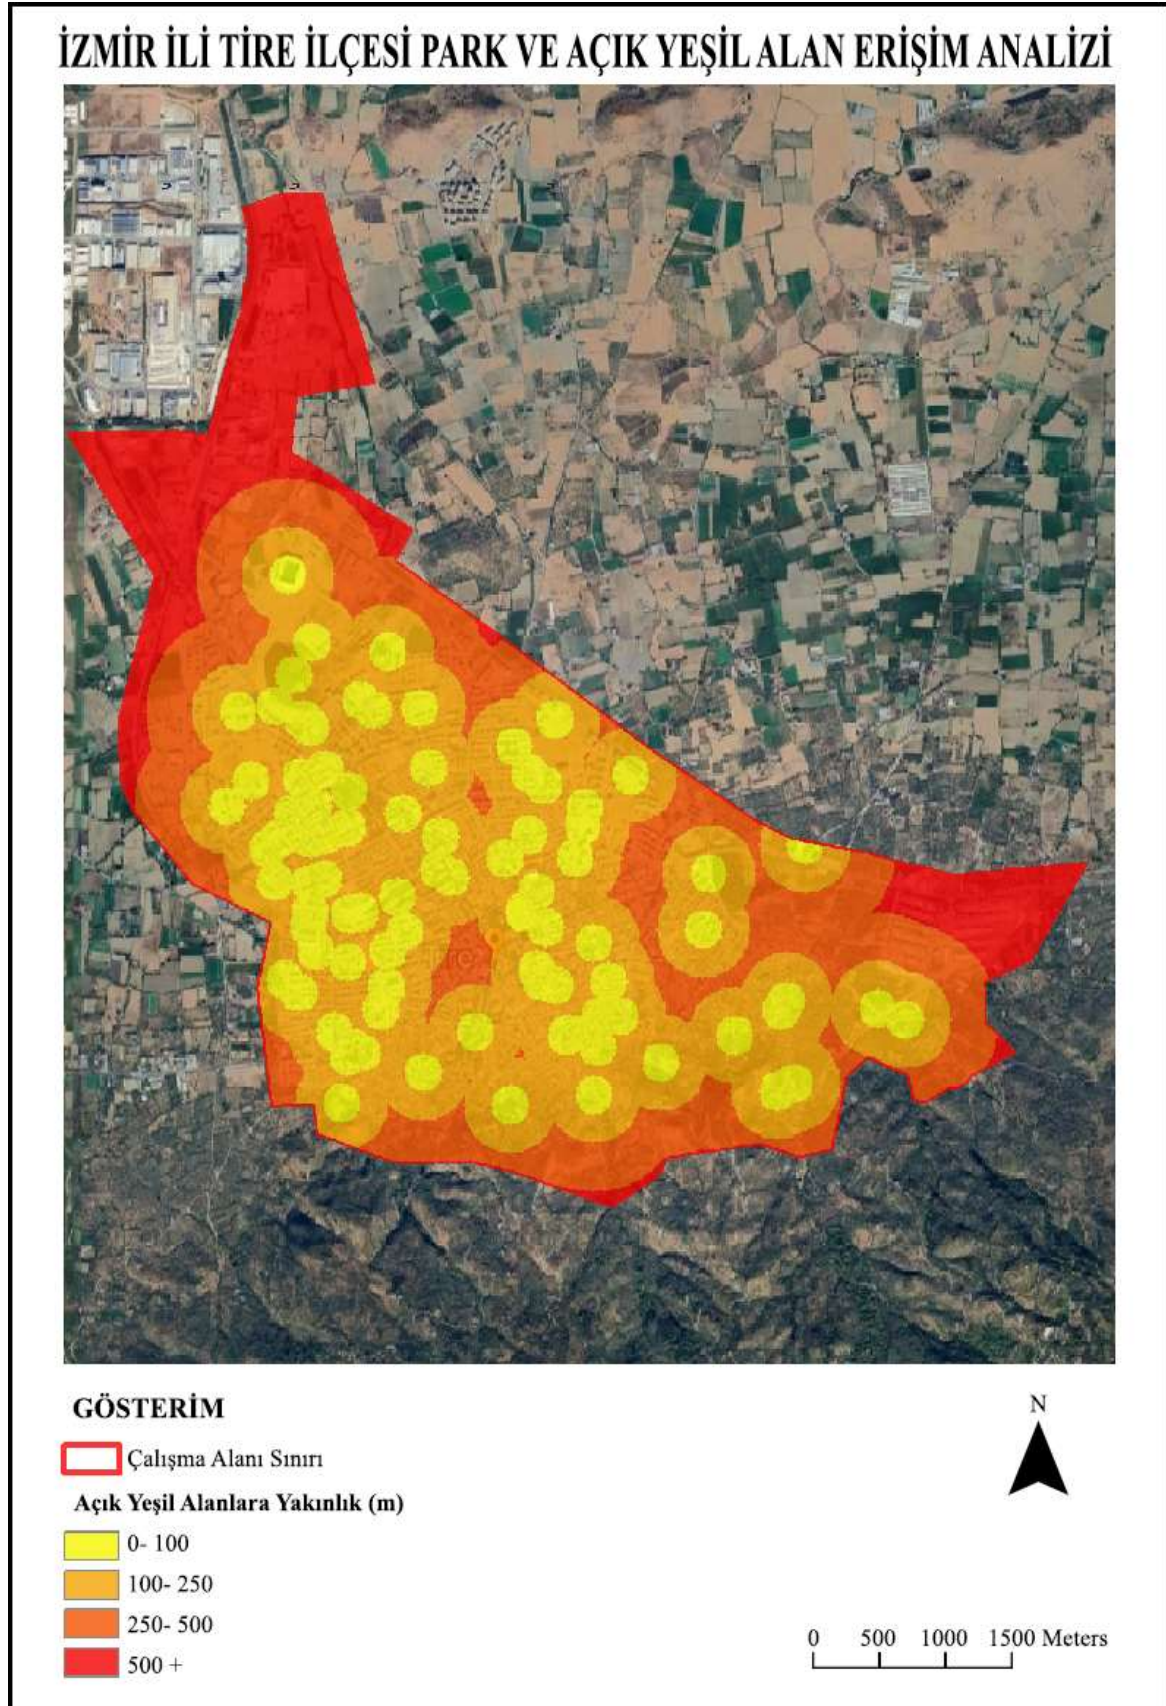 İZMİR İLİ TİRE İLÇESİ PARK VE AÇIK YEŞİL ALAN ERİŞİM ANALİZİ
GÖSTERİM
N
Çalışma Alanı Sınırı
Açık Yeşil Alanlara Yakınlık (m)
0- 100
100- 250
250- 500
500 +
0 500 1000 1500 Meters